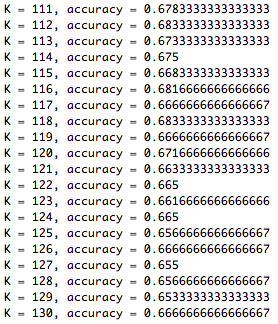 K = 111, accuracy = 0.6783333333333333
K = 112, accuracy = 0.6833333333333333
K = 113, accuracy = 0.6733333333333333
K = 114, accuracy = 0.675
K = 115, accuracy = 0.6683333333333333
K = 116, accuracy = 0.6816666666666666
K = 117, accuracy = 0.6666666666666667
K = 118, accuracy = 0.6833333333333333
K = 119, accuracy = 0.6666666666666667
K = 120, accuracy = 0.6716666666666666
K = 121, accuracy = 0.6633333333333333
K = 122, accuracy = 0.665
K = 123, accuracy = 0.6616666666666666
K = 124, accuracy = 0.665
K = 125, accuracy = 0.6566666666666667
K = 126, accuracy = 0.6666666666666667
K = 127, accuracy = 0.655
K = 128, accuracy = 0.6566666666666667
K = 129, accuracy = 0.6533333333333333
K = 130, accuracy = 0.6666666666666667